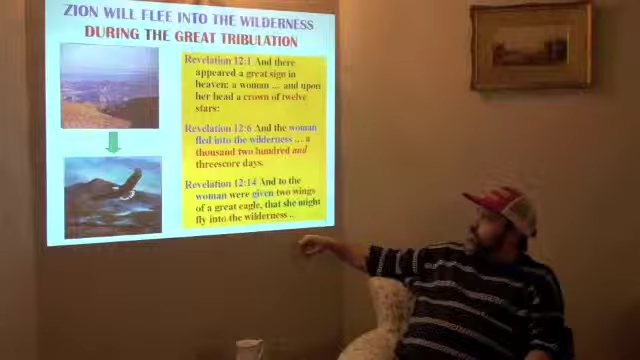 ZION WILL FLEE INTO THE WILDERNESS
DURING THE GREAT TRIBULATION
Revelation 12:1 And there
appeared a great sign in
heaven; a woman ... and upon
her head a crown of twelve
stars:
Revelation 12:6 And the woman
fled into the wilderness ... a
thousand two hundred and
threescore days.
Revelation 12:14 And to the
woman were given two wings
of a great eagle, that she might
fly into the wilderness ..